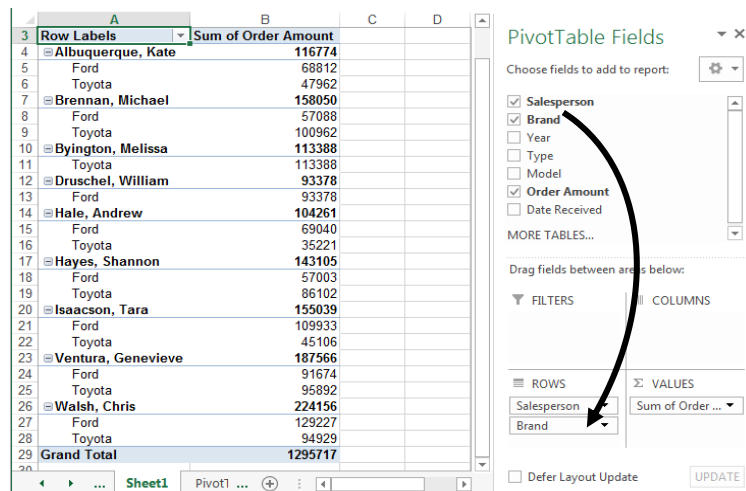 A B C D
3 Row Labels Sum of Order Amount
4 Albuquerque, Kate 116774
5 Ford 68812
6 Toyota 47962
7 Brennan, Michael 158050
8 Ford 57088
9 Toyota 100962
10 Byington, Melissa 113388
11 Toyota 113388
12 Druschel, William 93378
13 Ford 93378
14 Hale, Andrew 104261
15 Ford 69040
16 Toyota 35221
17 Hayes, Shannon 143105
18 Ford 57003
19 Toyota 86102
20 Isaacson, Tara 155039
21 Ford 109933
22 Toyota 45106
23 Ventura, Genevieve 187566
24 Ford 91674
25 Toyota 95892
26 Walsh, Chris 224156
27 Ford 129227
28 Toyota 94929
29 Grand Total 1295717
... Sheet1 Pivot1 ...
PivotTable Fields
Choose fields to add to report:
Salesperson
Brand
Year
Type
Model
Order Amount
Date Received
MORE TABLES...
Drag fields between areas below:
FILTERS COLUMNS
ROWS Σ VALUES
Salesperson Sum of Order ...
Brand
Defer Layout Update UPDATE